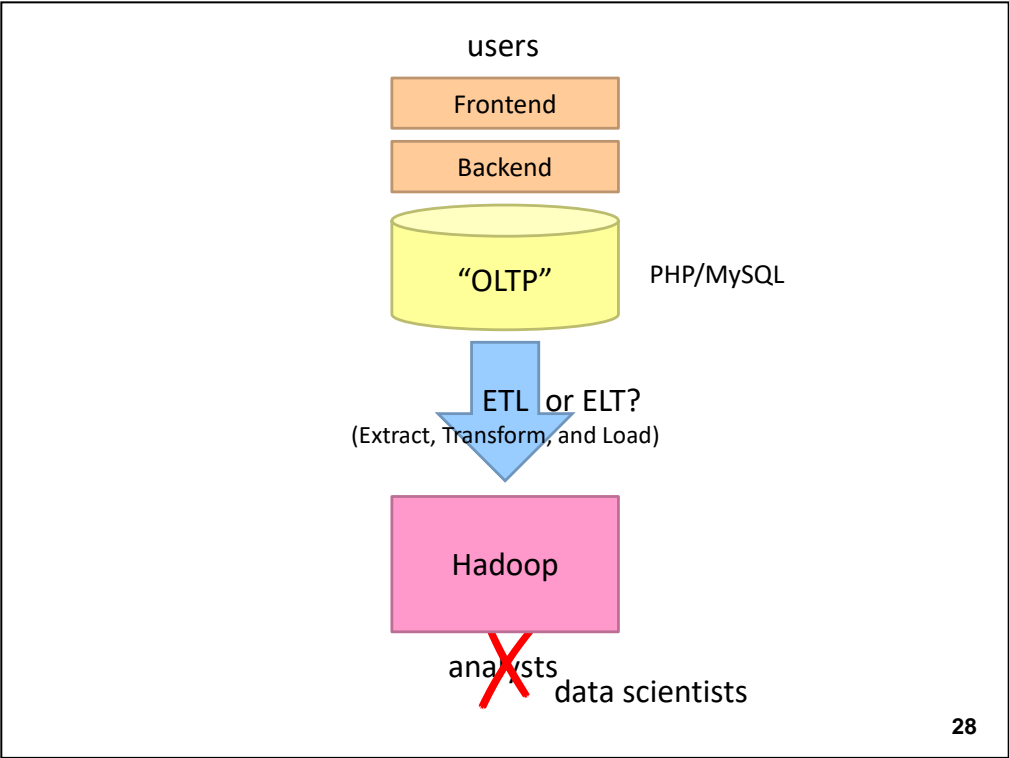 users
Frontend
Backend
“OLTP”
PHP/MySQL
ETL or ELT?
(Extract, Transform, and Load)
Hadoop
analysts
data scientists
28